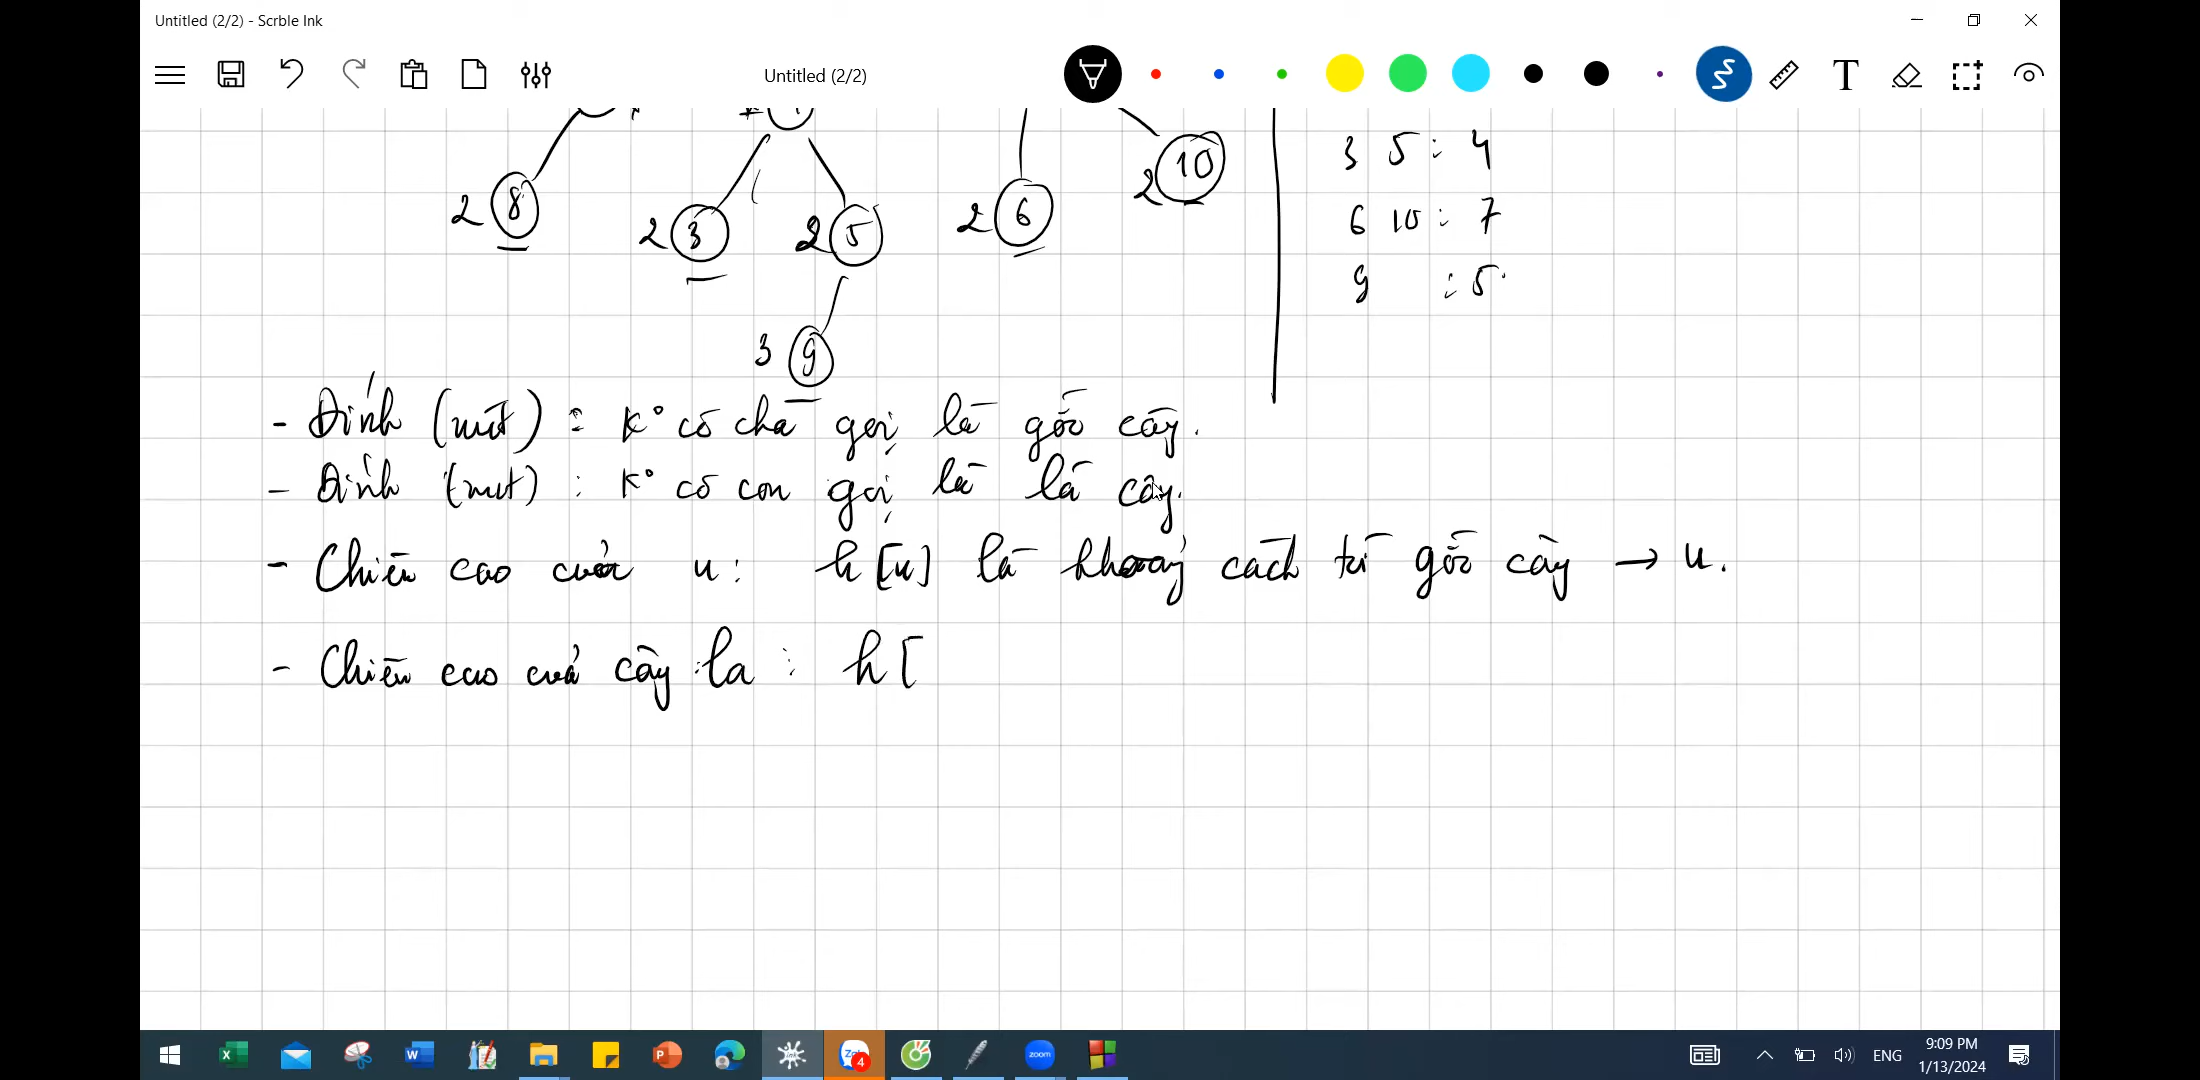 Untitled (2/2) - Scrble Ink
Untitled (2/2)
T
3 5 : 4
2 10
2 8
2 3
2 5
2 6
6 10 : 7
9 : 5
3 9
- Đỉnh (nút) : K° có cha gọi là gốc cây.
- Đỉnh (nút) : K° có con gọi là lá cây.
- Chiều cao của u : h[u] là khoảng cách từ gốc cây → u.
- Chiều cao của cây là : h[
zoom
4
ENG
9:09 PM
1/13/2024